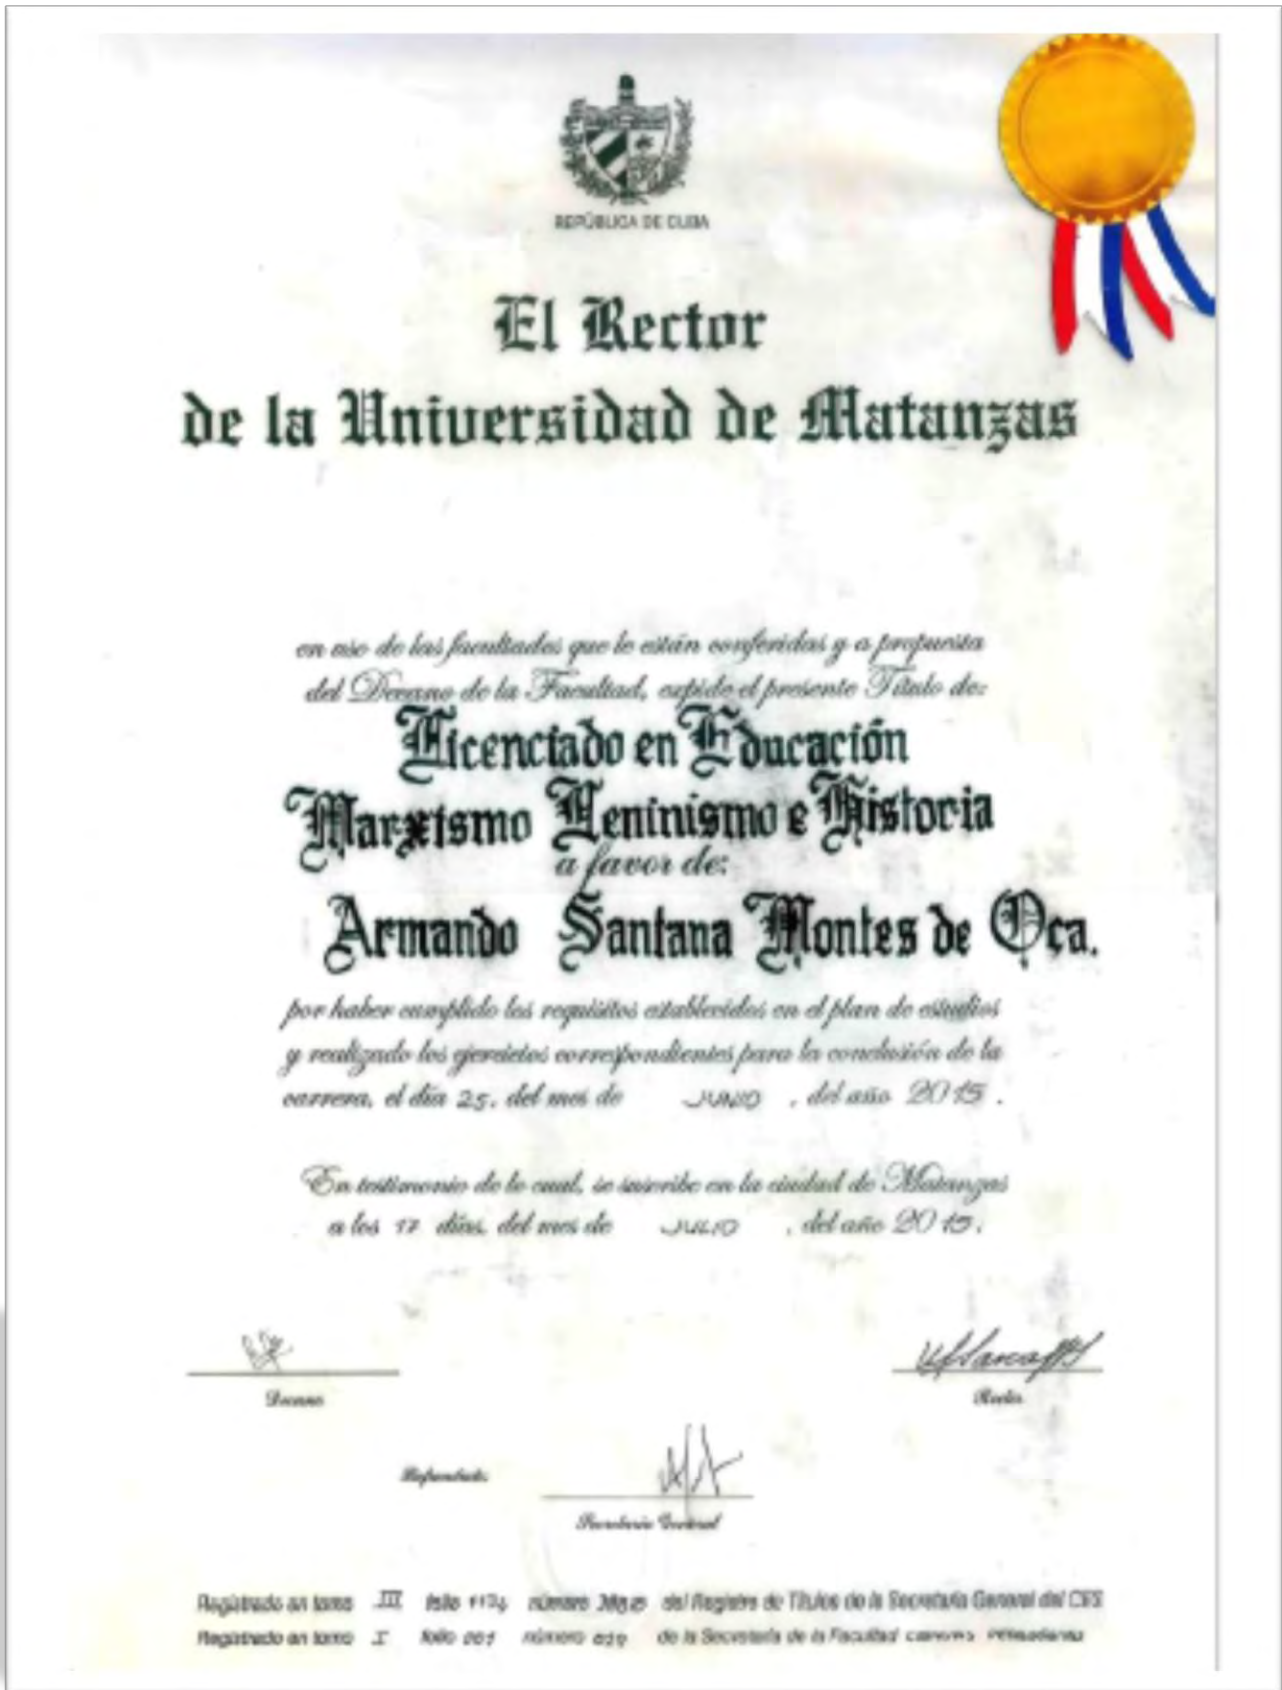 REPÚBLICA DE CUBA
El Rector
de la Universidad de Matanzas
en uso de las facultades que le están conferidas y a propuesta
del Decano de la Facultad, expide el presente Título de:
Licenciado en Educación
Marxismo Leninismo e Historia
a favor de:
Armando Santana Montes de Oca.
por haber cumplido los requisitos establecidos en el plan de estudios
y realizado los ejercicios correspondientes para la conclusión de la
carrera, el día 25, del mes de JUNIO , del año 2015 .
En testimonio de lo cual, se suscribe en la ciudad de Matanzas
a los 17 días, del mes de JULIO , del año 2015 .
Decano
Rector
Refrendado:
Secretario General
Registrado en tomo III folio número del Registro de Títulos de la Secretaría General del CES
Registrado en tomo I folio número de la Secretaría de la Facultad